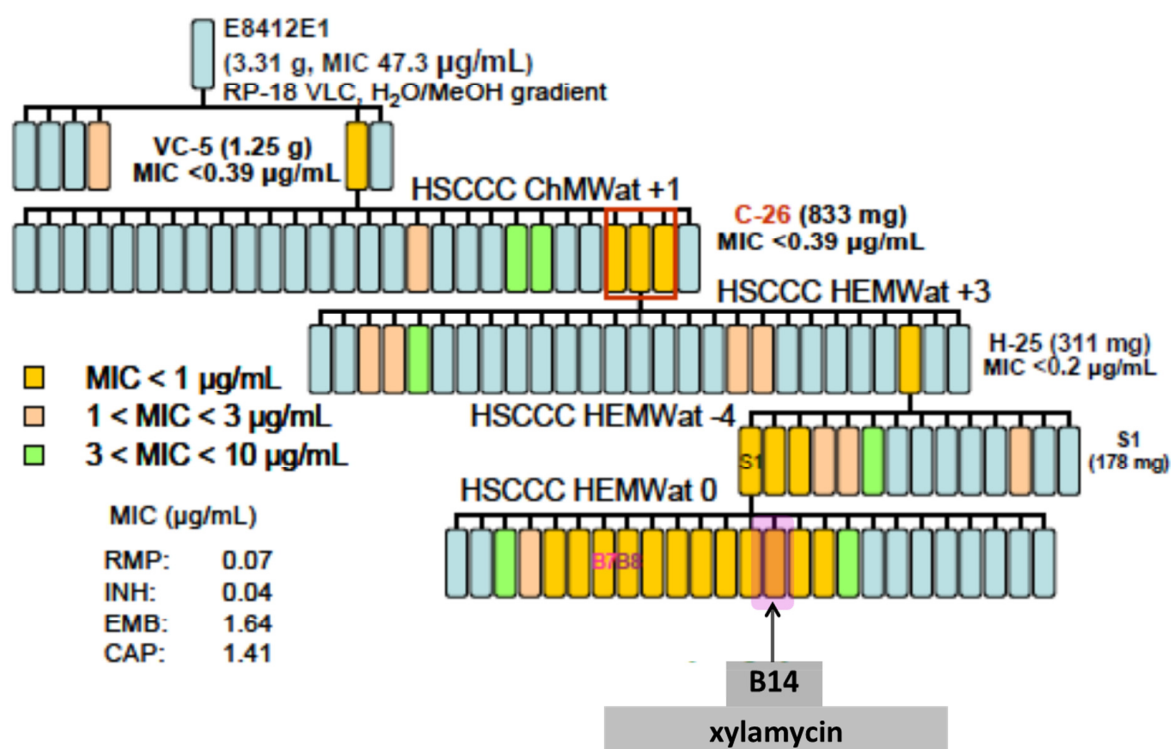 E8412E1
(3.31 g, MIC 47.3 µg/mL)
RP-18 VLC, H₂O/MeOH gradient
VC-5 (1.25 g)
MIC <0.39 µg/mL
HSCCC ChMWat +1
C-26 (833 mg)
MIC <0.39 µg/mL
HSCCC HEMWat +3
H-25 (311 mg)
MIC <0.2 µg/mL
MIC < 1 µg/mL
1 < MIC < 3 µg/mL
3 < MIC < 10 µg/mL
HSCCC HEMWat -4
S1
S1
(178 mg)
HSCCC HEMWat 0
B7 B8
MIC (µg/mL)
RMP: 0.07
INH: 0.04
EMB: 1.64
CAP: 1.41
B14
xylamycin